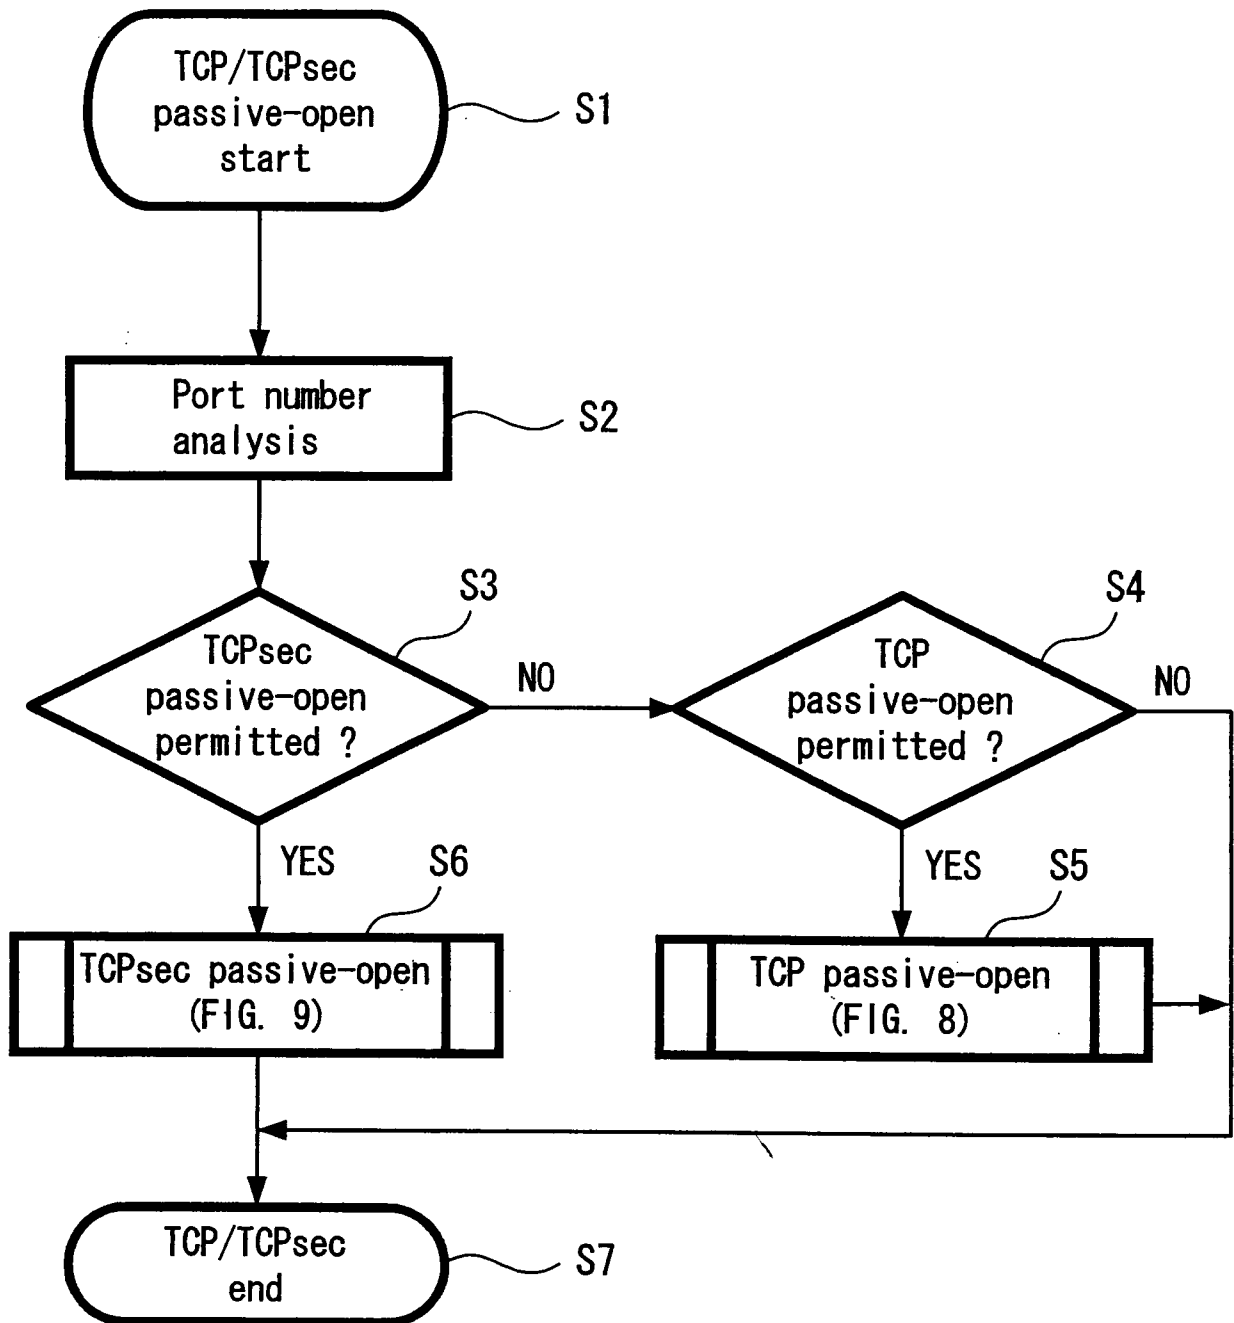 TCP/TCPsec
passive-open
start
S1
Port number
analysis
S2
S3
TCPsec
passive-open
permitted ?
NO
S4
TCP
passive-open
permitted ?
NO
YES
S6
YES
S5
TCPsec passive-open
(FIG. 9)
TCP passive-open
(FIG. 8)
TCP/TCPsec
end
S7